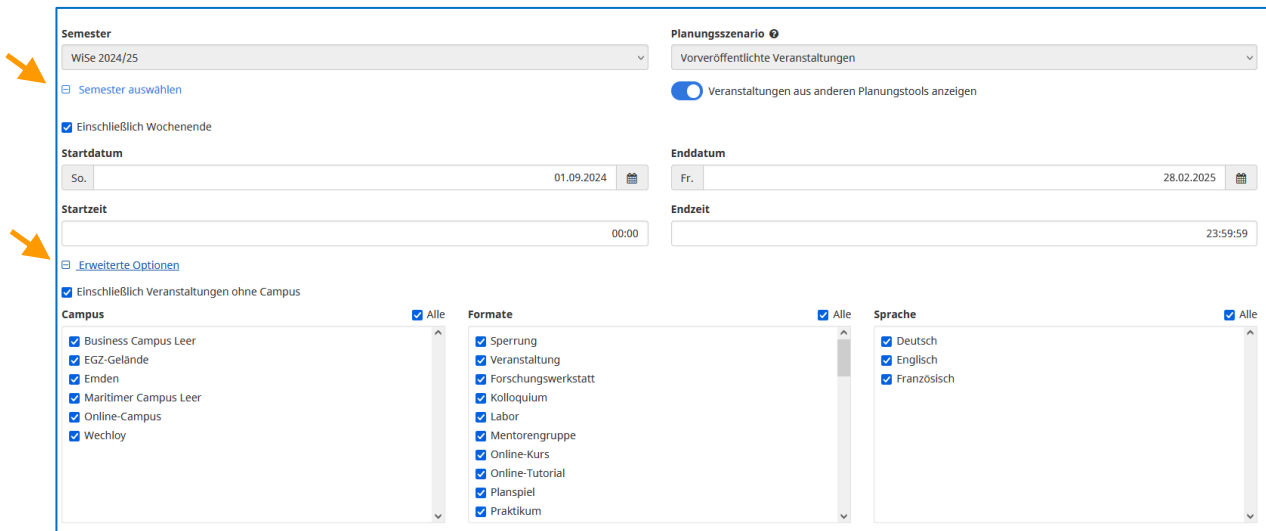 Semester
Planungsszenario
WiSe 2024/25
Vorveröffentlichte Veranstaltungen
Semester auswählen
Veranstaltungen aus anderen Planungstools anzeigen
Einschließlich Wochenende
Startdatum
Enddatum
So. 01.09.2024
Fr. 28.02.2025
Startzeit
Endzeit
00:00
23:59:59
Erweiterte Optionen
Einschließlich Veranstaltungen ohne Campus
Campus Alle
Business Campus Leer
EGZ-Gelände
Emden
Maritimer Campus Leer
Online-Campus
Wechloy
Formate Alle
Sperrung
Veranstaltung
Forschungswerkstatt
Kolloquium
Labor
Mentorengruppe
Online-Kurs
Online-Tutorial
Planspiel
Praktikum
Sprache Alle
Deutsch
Englisch
Französisch